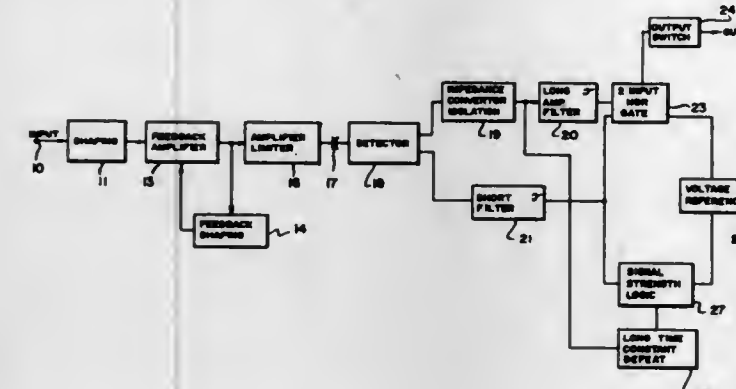 INPUT
10
SHAPING
11
FEEDBACK
AMPLIFIER
13
FEEDBACK
SHAPING
14
AMPLIFIER
LIMITER
16
17
DETECTOR
18
IMPEDANCE
CONVERTER
ISOLATION
19
LONG
AMP
FILTER
20
SHORT
FILTER
21
2 INPUT
NOR
GATE
23
OUTPUT
SWITCH
24
VOLTAGE
REFERENCE
SIGNAL
STRENGTH
LOGIC
27
LONG TIME
CONSTANT
DEFEAT